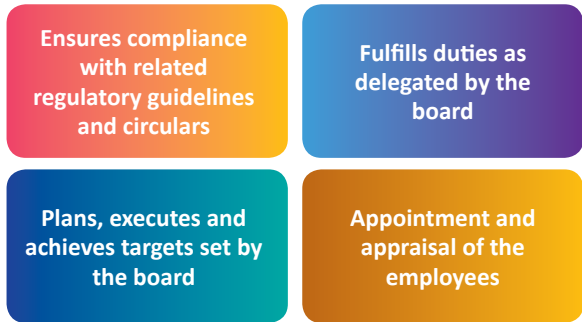 Ensures compliance
with related
regulatory guidelines
and circulars
Fulfills duties as
delegated by the
board
Plans, executes and
achieves targets set by
the board
Appointment and
appraisal of the
employees